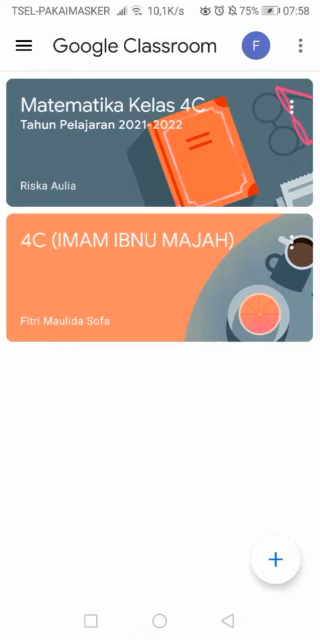 TSEL-PAKAIMASKER 10,1K/s 75% 07:58
Google Classroom
F
Matematika Kelas 4C
Tahun Pelajaran 2021-2022
Riska Aulia
4C (IMAM IBNU MAJAH)
Fitri Maulida Sofa